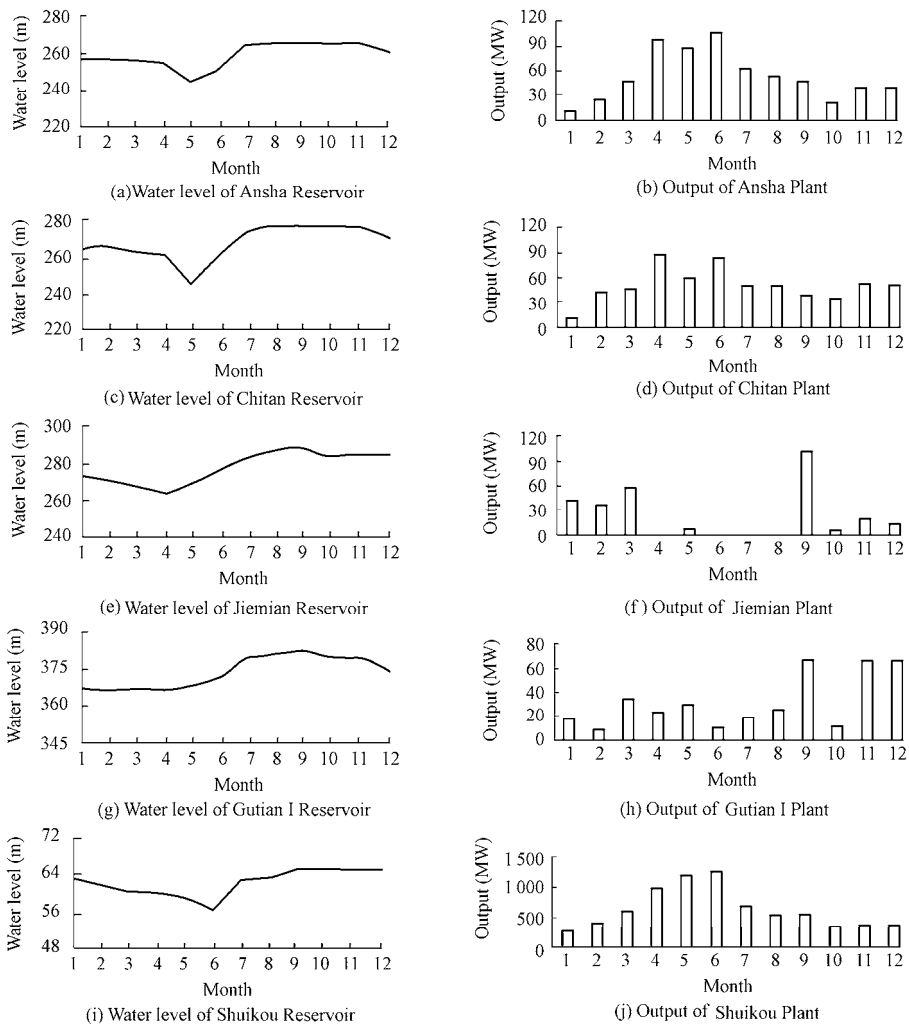 Water level (m)
280
260
240
220
1 2 3 4 5 6 7 8 9 10 11 12
Month
(a)Water level of Ansha Reservoir
Output (MW)
120
90
60
30
0
1 2 3 4 5 6 7 8 9 10 11 12
Month
(b) Output of Ansha Plant
Water level (m)
280
260
240
220
1 2 3 4 5 6 7 8 9 10 11 12
Month
(c) Water level of Chitan Reservoir
Output (MW)
120
90
60
30
0
1 2 3 4 5 6 7 8 9 10 11 12
Month
(d) Output of Chitan Plant
Water level (m)
300
280
260
240
1 2 3 4 5 6 7 8 9 10 11 12
Month
(e) Water level of Jiemian Reservoir
Output (MW)
120
90
60
30
0
1 2 3 4 5 6 7 8 9 10 11 12
Month
(f) Output of Jiemian Plant
Water level (m)
390
375
360
345
1 2 3 4 5 6 7 8 9 10 11 12
Month
(g) Water level of Gutian I Reservoir
Output (MW)
80
60
40
20
0
1 2 3 4 5 6 7 8 9 10 11 12
Month
(h) Output of Gutian I Plant
Water level (m)
72
64
56
48
1 2 3 4 5 6 7 8 9 10 11 12
Month
(i) Water level of Shuikou Reservoir
Output (MW)
1 500
1 000
500
0
1 2 3 4 5 6 7 8 9 10 11 12
Month
(j) Output of Shuikou Plant